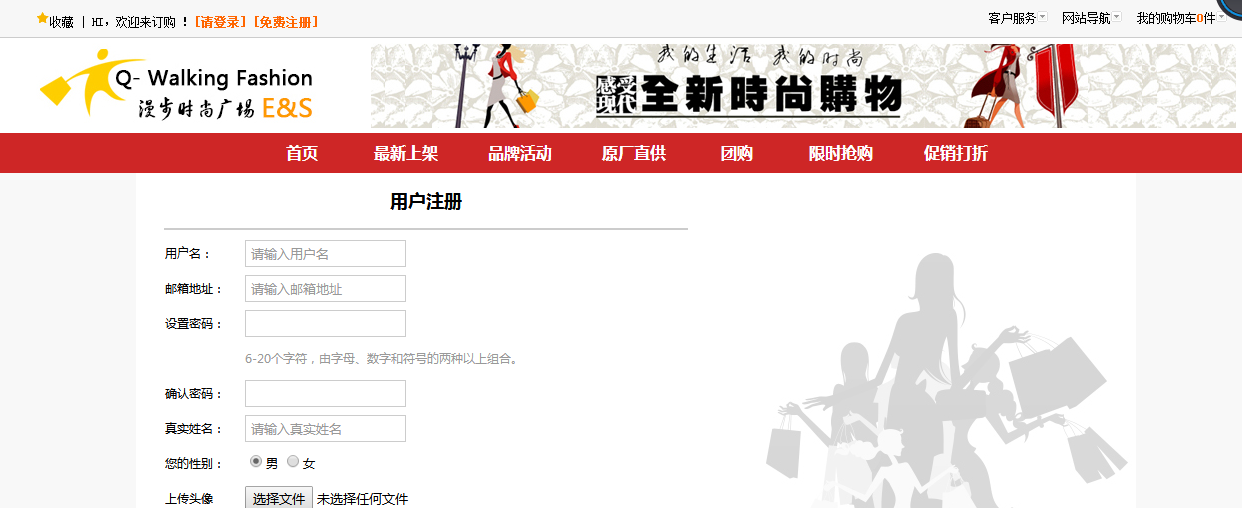 收藏 | HI，欢迎来订购 ！[请登录] [免费注册]
客户服务 网站导航 我的购物车0件
Q- Walking Fashion
漫步时尚广场 E&S
我的生活 我的时尚
感受现代 全新時尚購物
首页 最新上架 品牌活动 原厂直供 团购 限时抢购 促销打折
用户注册
用户名： 请输入用户名
邮箱地址： 请输入邮箱地址
设置密码：
6-20个字符，由字母、数字和符号的两种以上组合。
确认密码：
真实姓名： 请输入真实姓名
您的性别： 男 女
上传头像 选择文件 未选择任何文件